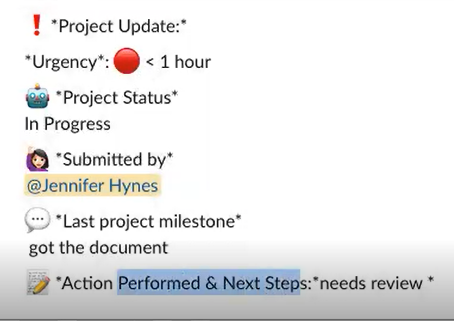 ❗ *Project Update:*
*Urgency*: 🔴 < 1 hour
🤖 *Project Status*
In Progress
🙋🏻‍♀️ *Submitted by*
@Jennifer Hynes
💬 *Last project milestone*
got the document
📝 *Action Performed & Next Steps:*needs review *